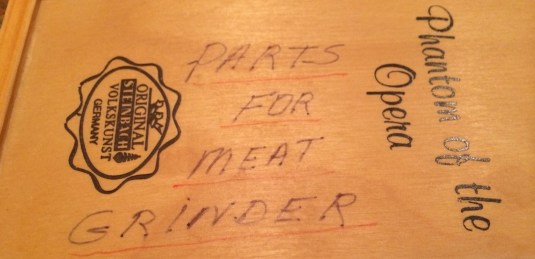 PARTS
FOR
MEAT
GRINDER
Phantom of the
Opera
ORIGINAL
STEINBACH
VOLKSKUNST
GERMANY